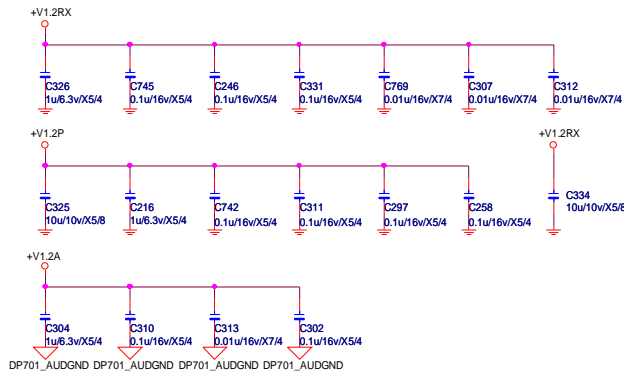 +V1.2RX
C326 C745 C246 C331 C769 C307 C312
1u/6.3v/X5/4 0.1u/16v/X5/4 0.1u/16v/X5/4 0.1u/16v/X5/4 0.01u/16v/X7/4 0.01u/16v/X7/4 0.01u/16v/X7/4
+V1.2P +V1.2RX
C325 C216 C742 C311 C297 C258 C334
10u/10v/X5/8 1u/6.3v/X5/4 0.1u/16v/X5/4 0.1u/16v/X5/4 0.1u/16v/X5/4 0.1u/16v/X5/4 10u/10v/X5/8
+V1.2A
C304 C310 C313 C302
1u/6.3v/X5/4 0.1u/16v/X5/4 0.01u/16v/X7/4 0.1u/16v/X5/4
DP701_AUDGND DP701_AUDGND DP701_AUDGND DP701_AUDGND